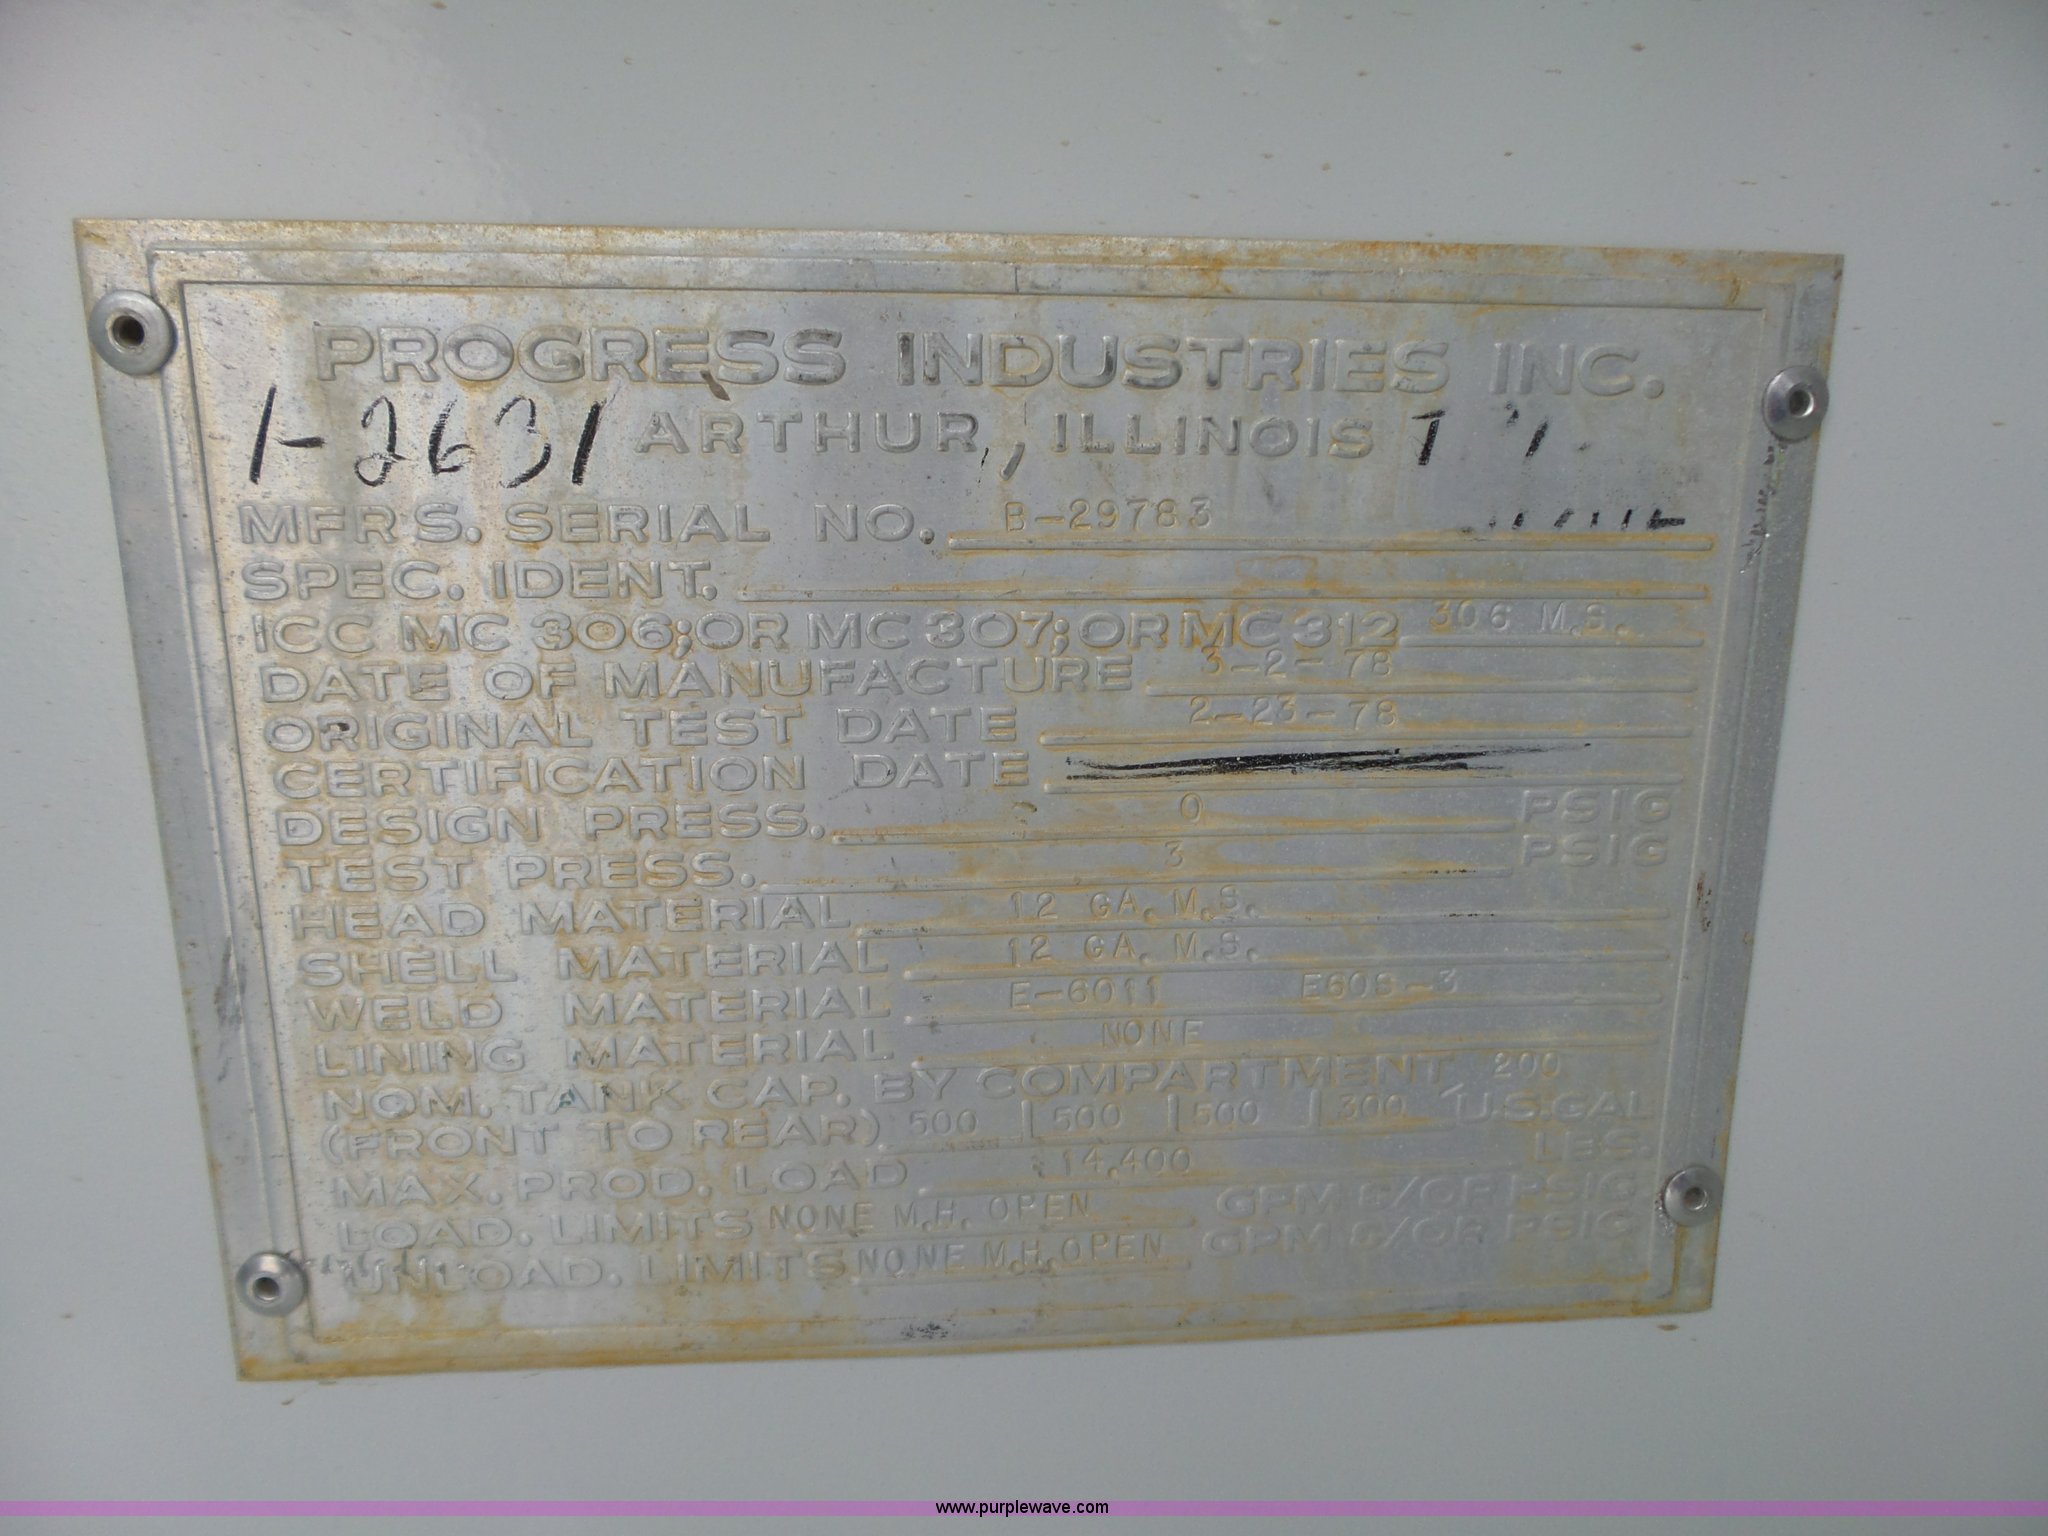 PROGRESS INDUSTRIES INC.
1-2631 ARTHUR, ILLINOIS
MFRS. SERIAL NO. B-29783
SPEC. IDENT.
ICC MC 306; OR MC 307; OR MC 312 306 M.S.
DATE OF MANUFACTURE 3-2-78
ORIGINAL TEST DATE 2-23-78
CERTIFICATION DATE
DESIGN PRESS. 0 PSIG
TEST PRESS. 3 PSIG
HEAD MATERIAL 12 GA. M.S.
SHELL MATERIAL 12 GA. M.S.
WELD MATERIAL E-6011 E60S-3
LINING MATERIAL NONE
NOM. TANK CAP. BY COMPARTMENT 200
(FRONT TO REAR) 500 | 500 | 500 | 300 / U.S.GAL
MAX. PROD. LOAD 14,400 LBS.
LOAD. LIMITS NONE M.H. OPEN GPM &/OR PSIG
UNLOAD. LIMITS NONE M.H. OPEN GPM &/OR PSIG
www.purplewave.com